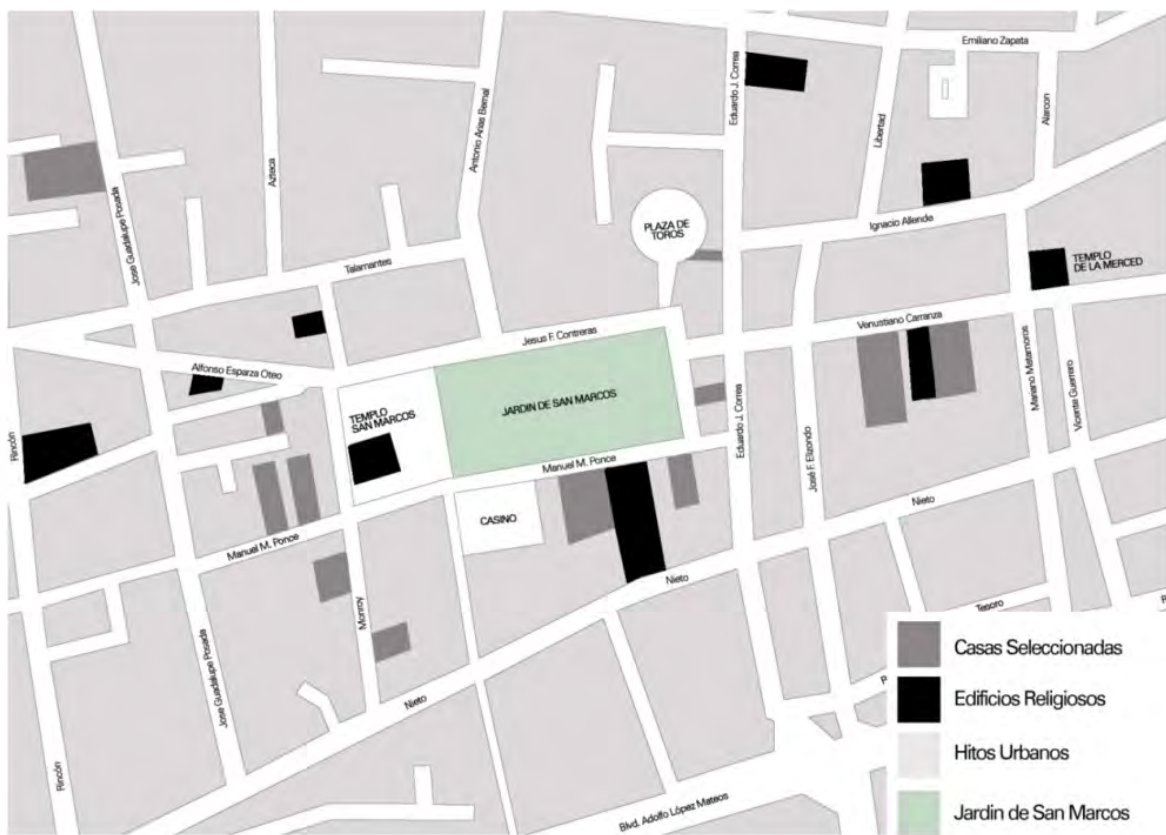 Emiliano Zapata
Eduardo J. Correa
Libertad
Alarcon
Antonio Arias Bernal
Azteca
Jose Guadalupe Posada
PLAZA DE
TOROS
Ignacio Allende
Talamantes
TEMPLO
DE LA MERCED
Venustiano Carranza
Jesus F. Contreras
Alfonso Esparza Oteo
JARDIN DE SAN MARCOS
TEMPLO
SAN MARCOS
Mariano Matamoros
Vicente Guerrero
Eduardo J. Correa
José F. Elizondo
Rincón
Manuel M. Ponce
Nieto
CASINO
Manuel M. Ponce
Nieto
Monroy
Tesoro
Jose Guadalupe Posada
Nieto
Rincón
Blvd. Adolfo López Mateos
Casas Seleccionadas
Edificios Religiosos
Hitos Urbanos
Jardin de San Marcos